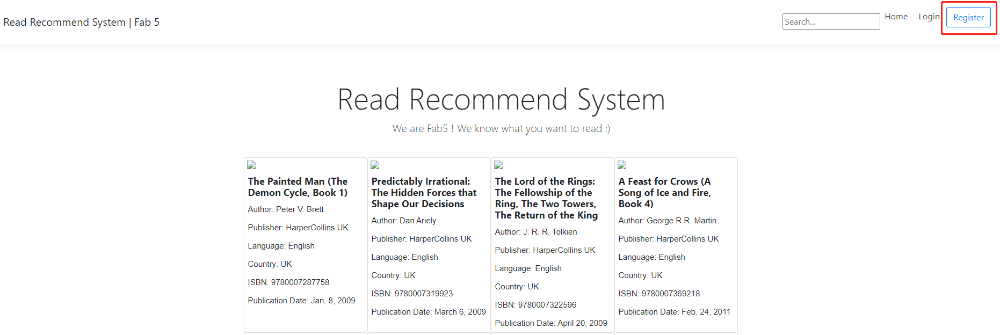 Read Recommend System | Fab 5
Search...
Home
Login
Register
Read Recommend System
We are Fab5 ! We know what you want to read :)
The Painted Man (The
Demon Cycle, Book 1)
Author: Peter V. Brett
Publisher: HarperCollins UK
Language: English
Country: UK
ISBN: 9780007287758
Publication Date: Jan. 8, 2009
Predictably Irrational:
The Hidden Forces that
Shape Our Decisions
Author: Dan Ariely
Publisher: HarperCollins UK
Language: English
Country: UK
ISBN: 9780007319923
Publication Date: March 6, 2009
The Lord of the Rings:
The Fellowship of the
Ring, The Two Towers,
The Return of the King
Author: J. R. R. Tolkien
Publisher: HarperCollins UK
Language: English
Country: UK
ISBN: 9780007322596
Publication Date: April 20, 2009
A Feast for Crows (A
Song of Ice and Fire,
Book 4)
Author: George R.R. Martin
Publisher: HarperCollins UK
Language: English
Country: UK
ISBN: 9780007369218
Publication Date: Feb. 24, 2011